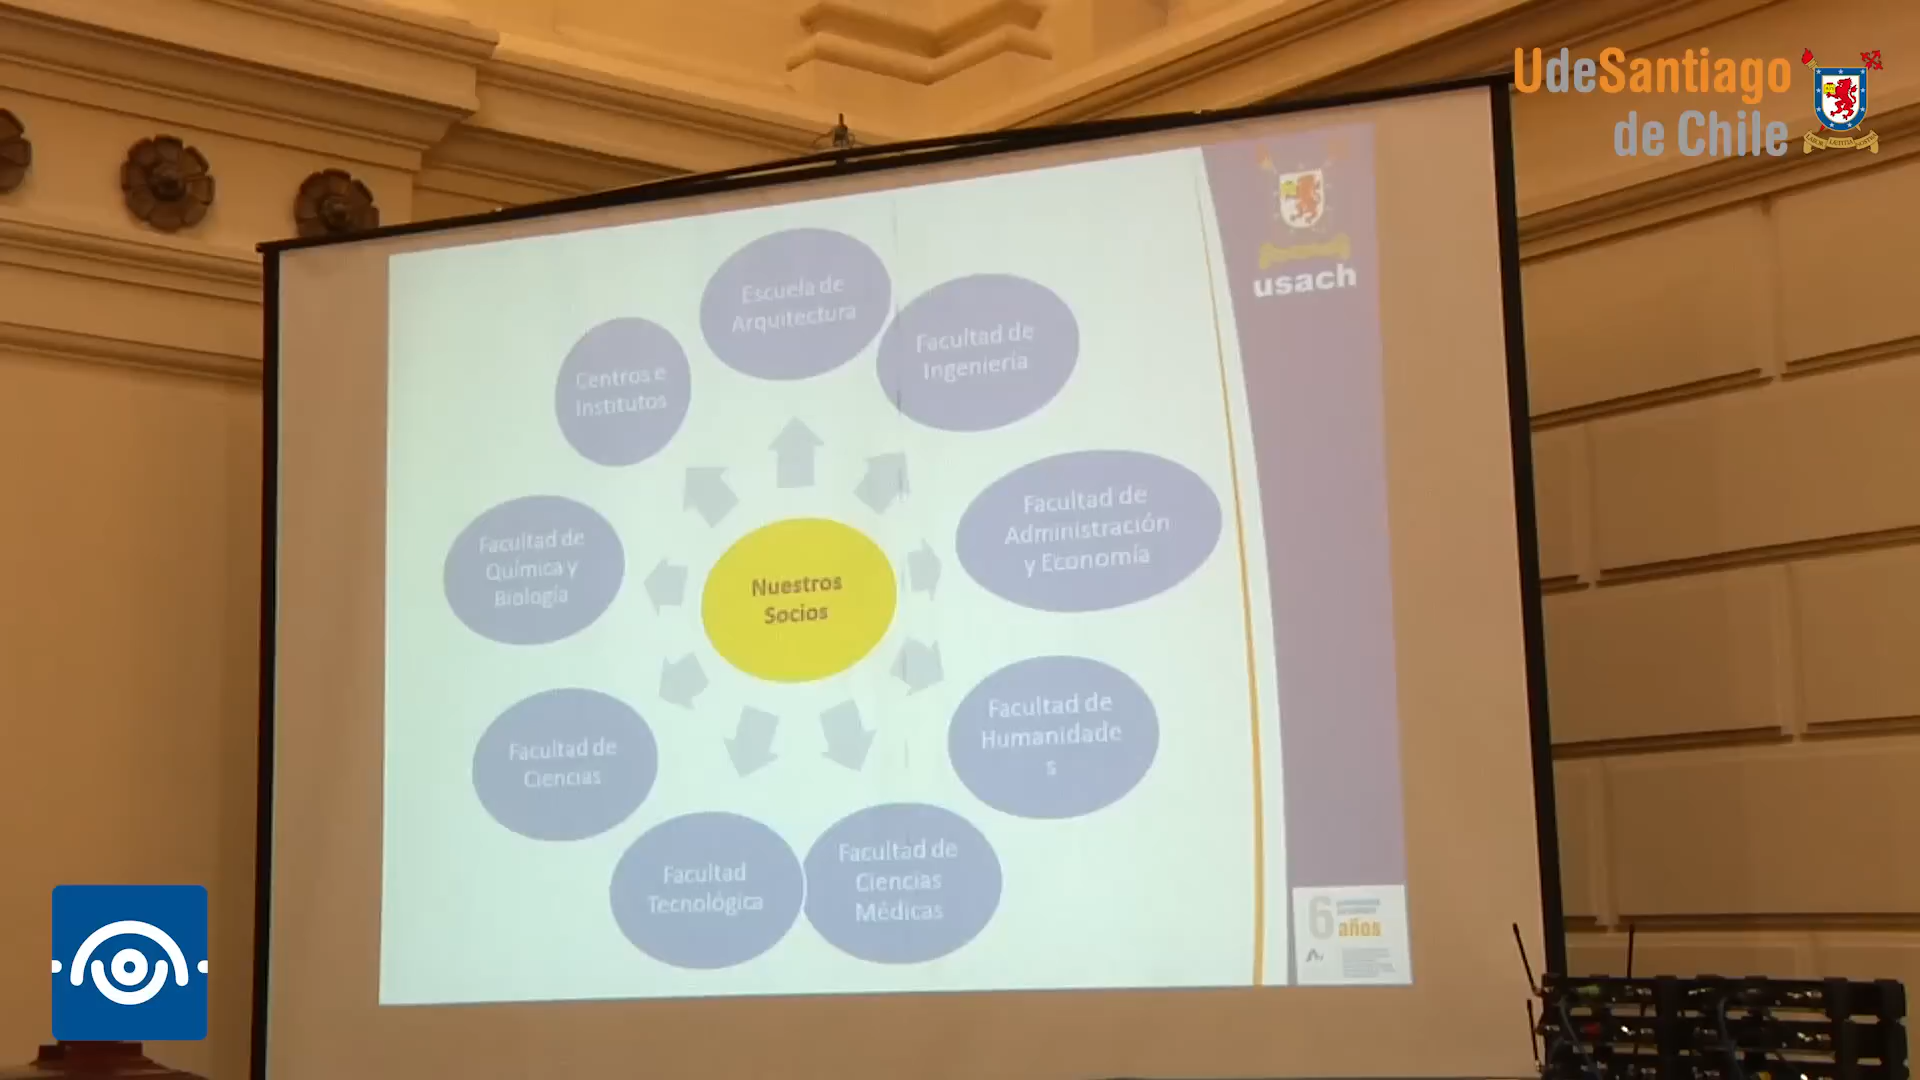 UdeSantiago
de Chile
usach
Escuela de
Arquitectura
Facultad de
Ingeniería
Centros e
Institutos
Facultad de
Administración
y Economía
Facultad de
Química y
Biología
Nuestros
Socios
Facultad de
Humanidade
s
Facultad de
Ciencias
Facultad
Tecnológica
Facultad de
Ciencias
Médicas
6
años